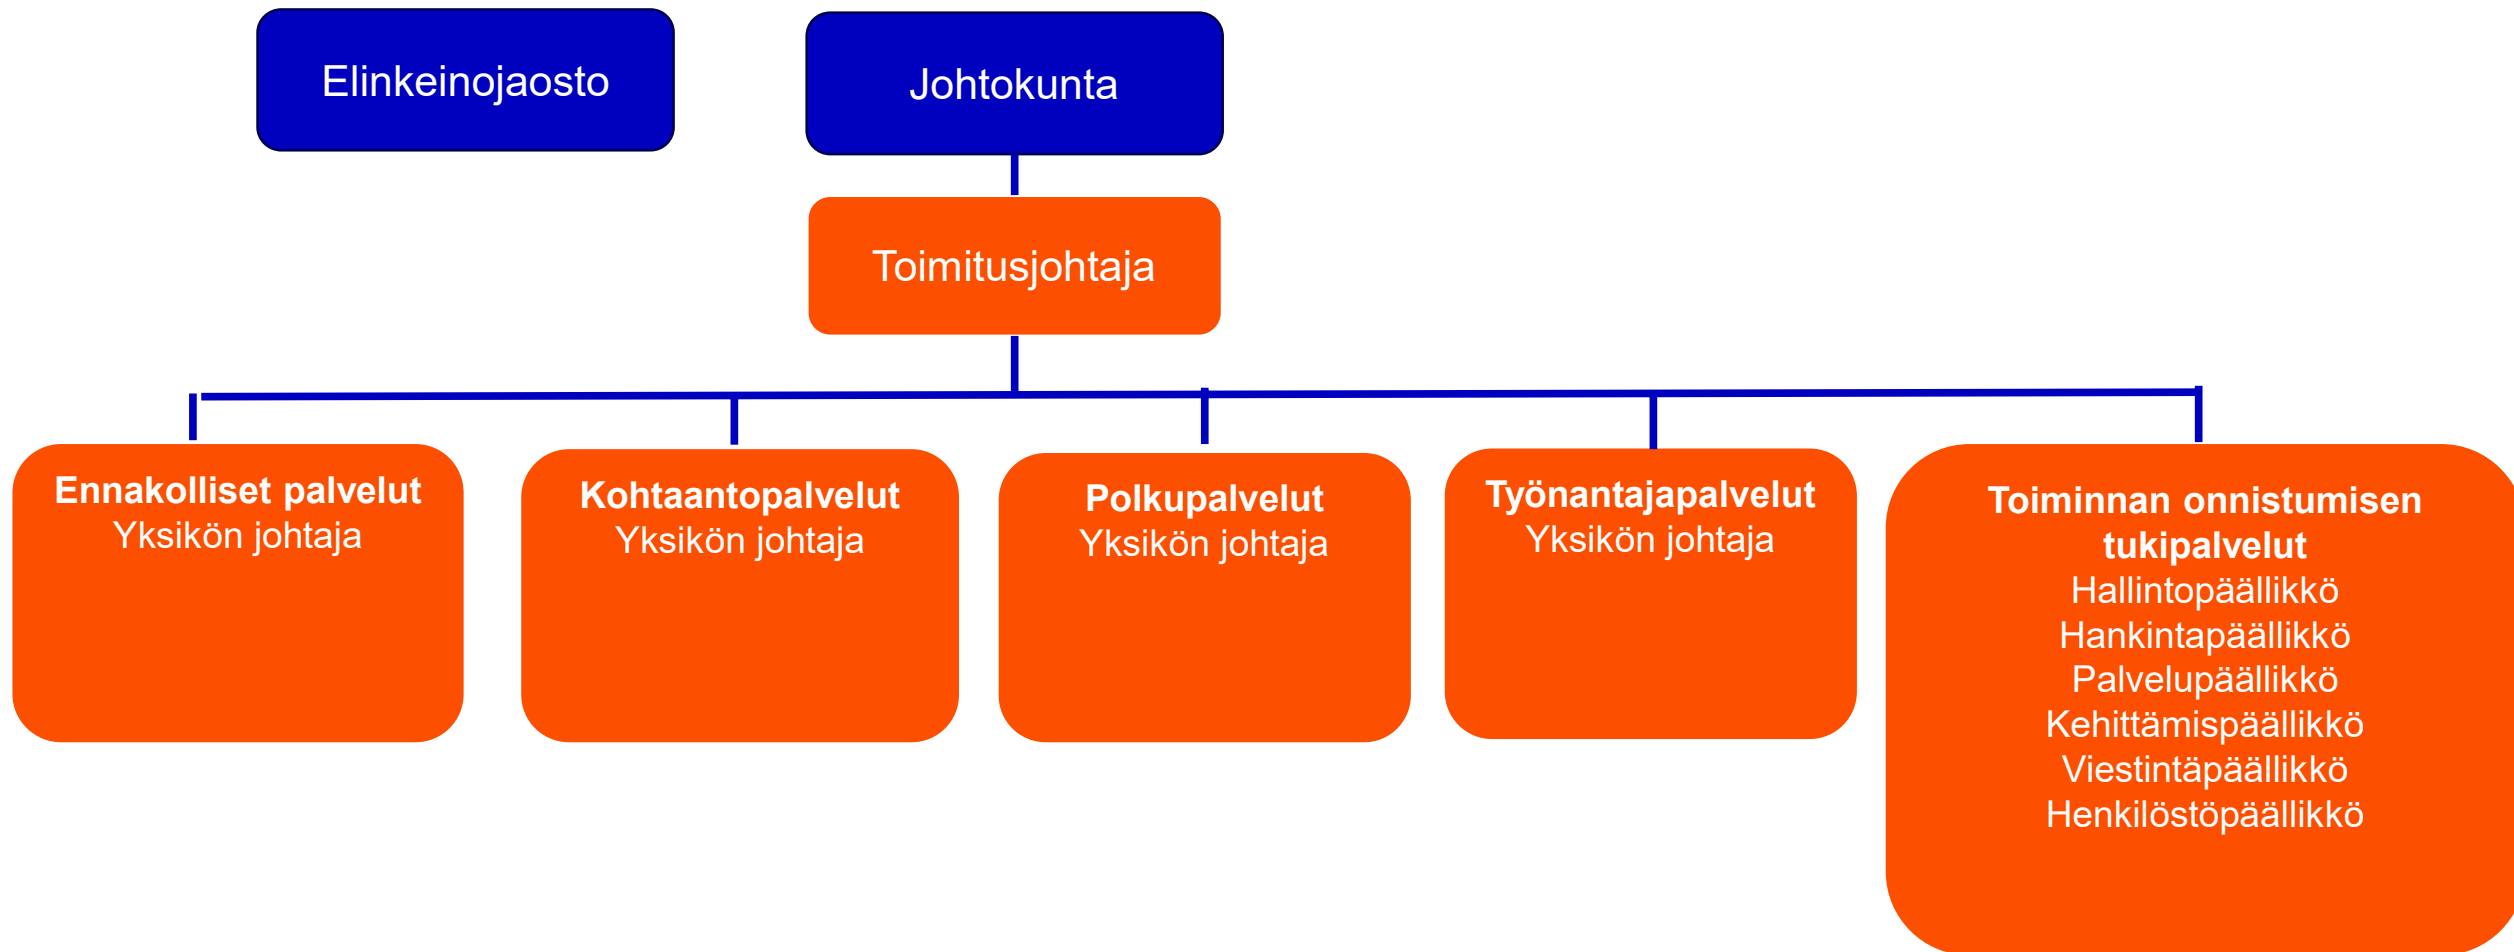 Elinkeinojaosto
Johtokunta
Toimitusjohtaja
Ennakolliset palvelut
Yksikön johtaja
Kohtaantopalvelut
Yksikön johtaja
Polkupalvelut
Yksikön johtaja
Työnantajapalvelut
Yksikön johtaja
Toiminnan onnistumisen
tukipalvelut
Hallintopäällikkö
Hankintapäällikkö
Palvelupäällikkö
Kehittämispäällikkö
Viestintäpäällikkö
Henkilöstöpäällikkö